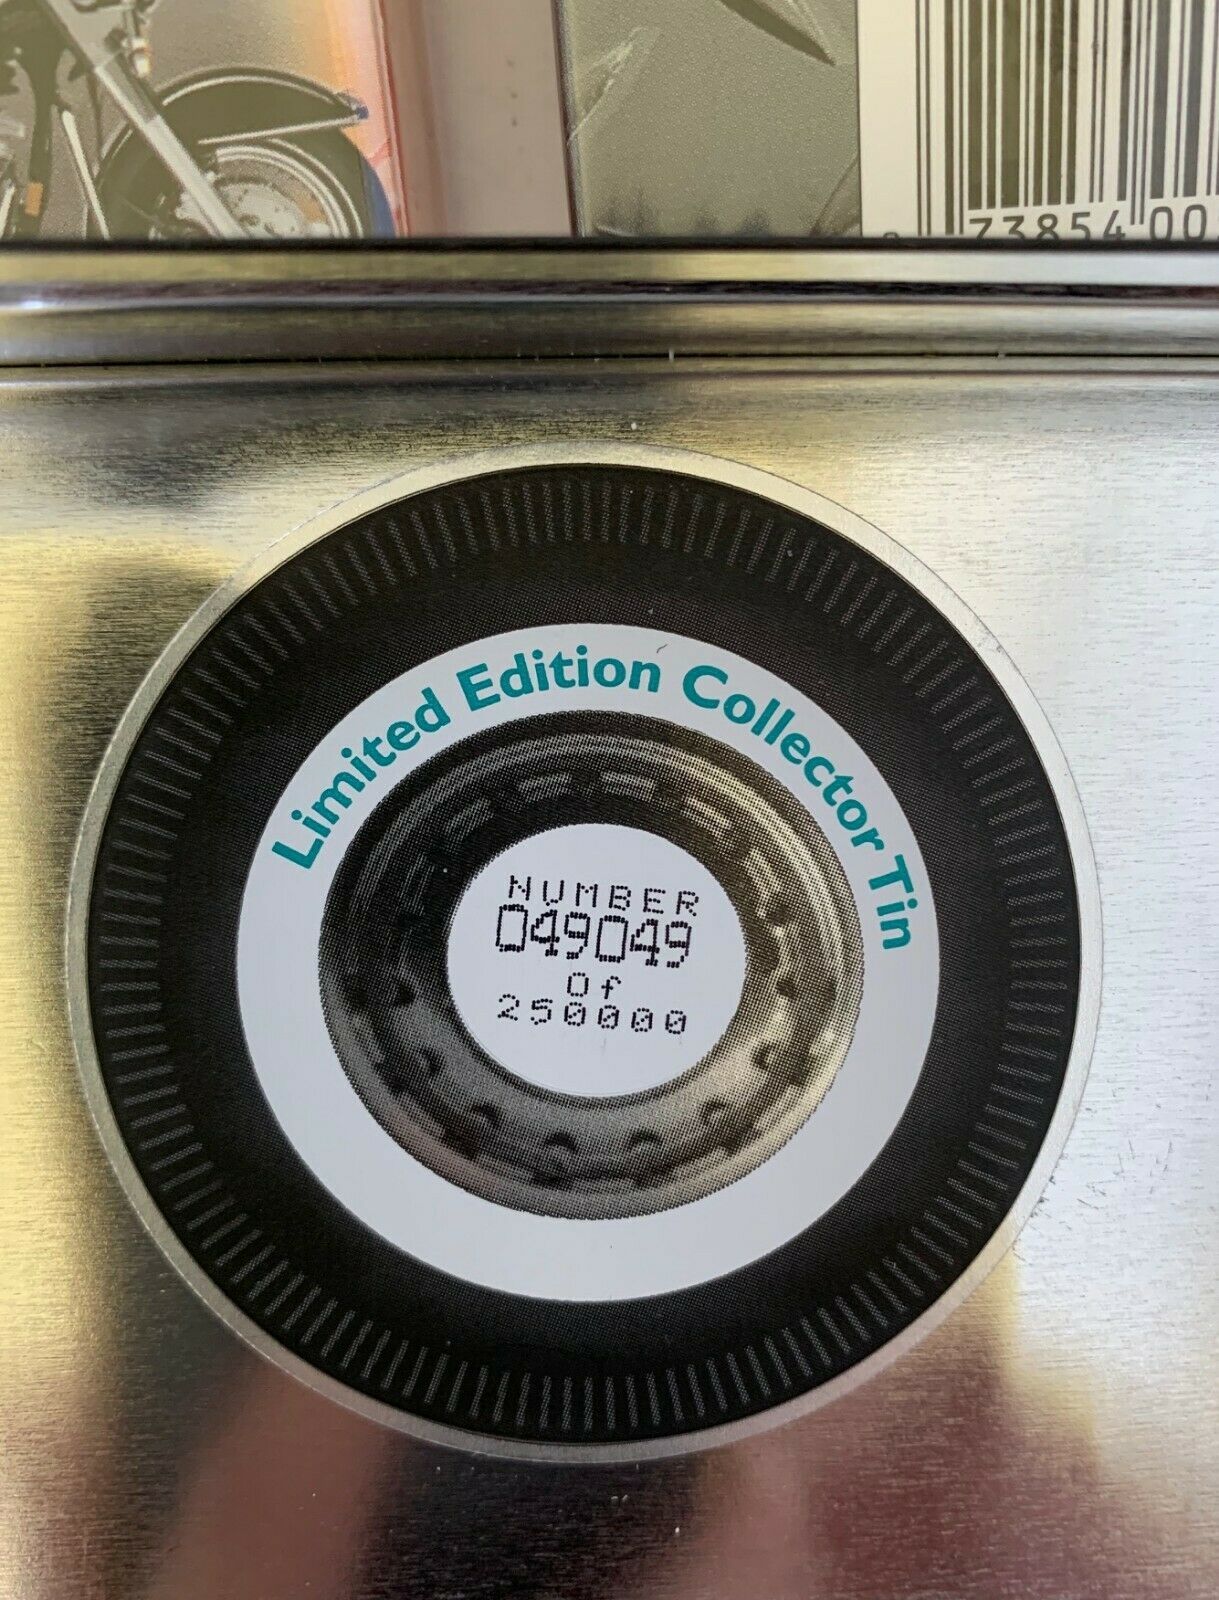 73854 00
Limited Edition Collector Tin
NUMBER
049049
Of
250000